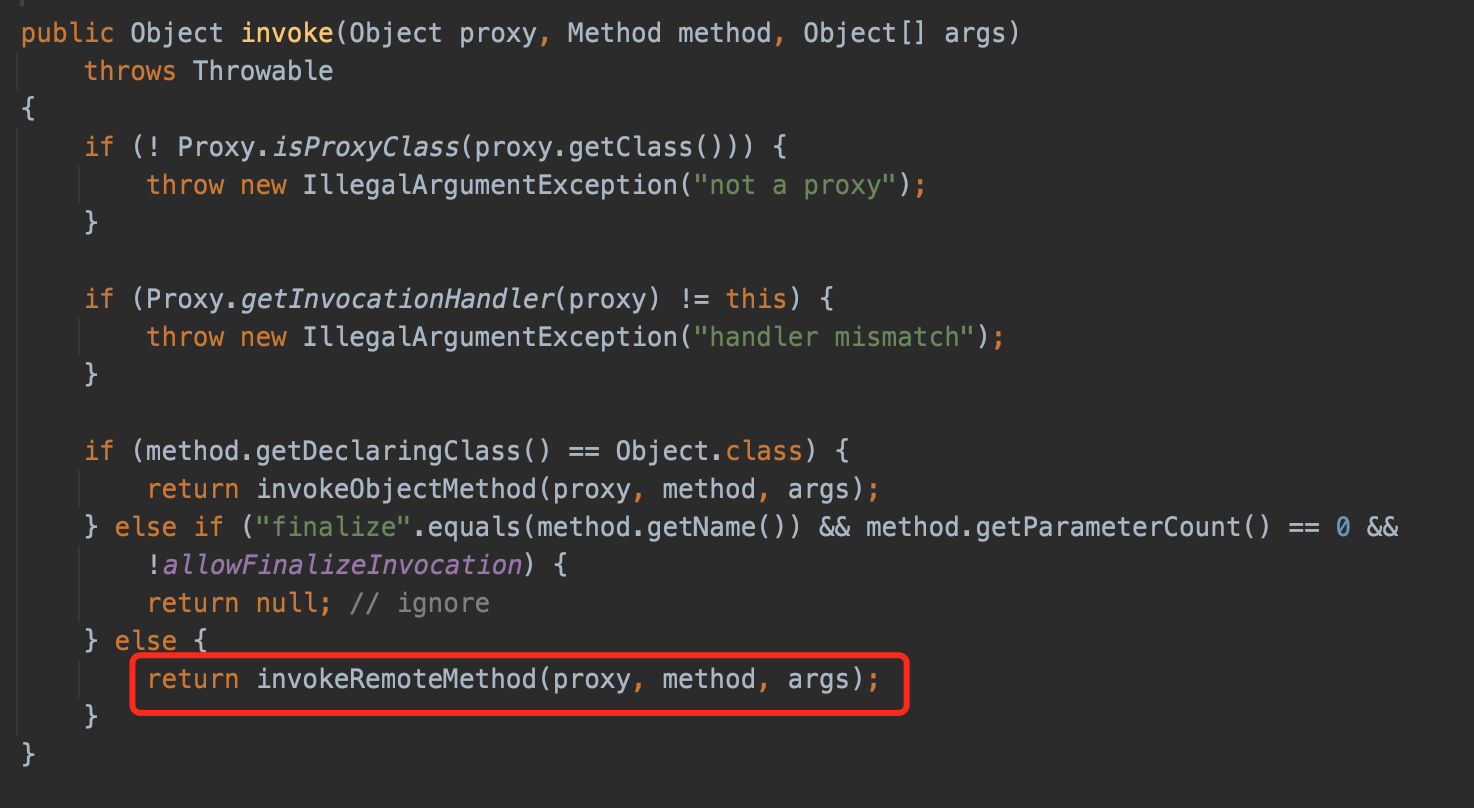 public Object invoke(Object proxy, Method method, Object[] args)
    throws Throwable
{
    if (! Proxy.isProxyClass(proxy.getClass())) {
        throw new IllegalArgumentException("not a proxy");
    }

    if (Proxy.getInvocationHandler(proxy) != this) {
        throw new IllegalArgumentException("handler mismatch");
    }

    if (method.getDeclaringClass() == Object.class) {
        return invokeObjectMethod(proxy, method, args);
    } else if ("finalize".equals(method.getName()) && method.getParameterCount() == 0 &&
        !allowFinalizeInvocation) {
        return null; // ignore
    } else {
        return invokeRemoteMethod(proxy, method, args);
    }
}